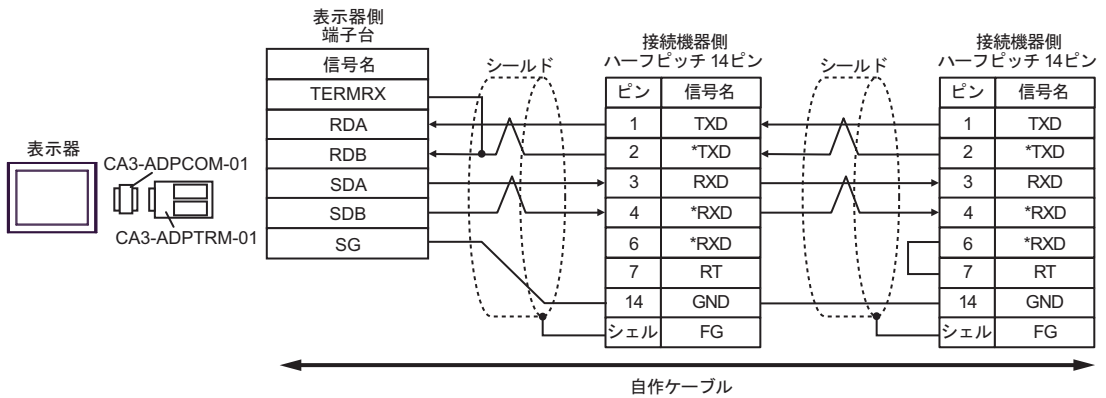 表示器
CA3-ADPCOM-01
CA3-ADPTRM-01
表示器側
端子台
信号名
TERMRX
RDA
RDB
SDA
SDB
SG
シールド
接続機器側
ハーフピッチ 14ピン
ピン 信号名
1 TXD
2 *TXD
3 RXD
4 *RXD
6 *RXD
7 RT
14 GND
シェル FG
シールド
接続機器側
ハーフピッチ 14ピン
ピン 信号名
1 TXD
2 *TXD
3 RXD
4 *RXD
6 *RXD
7 RT
14 GND
シェル FG
自作ケーブル